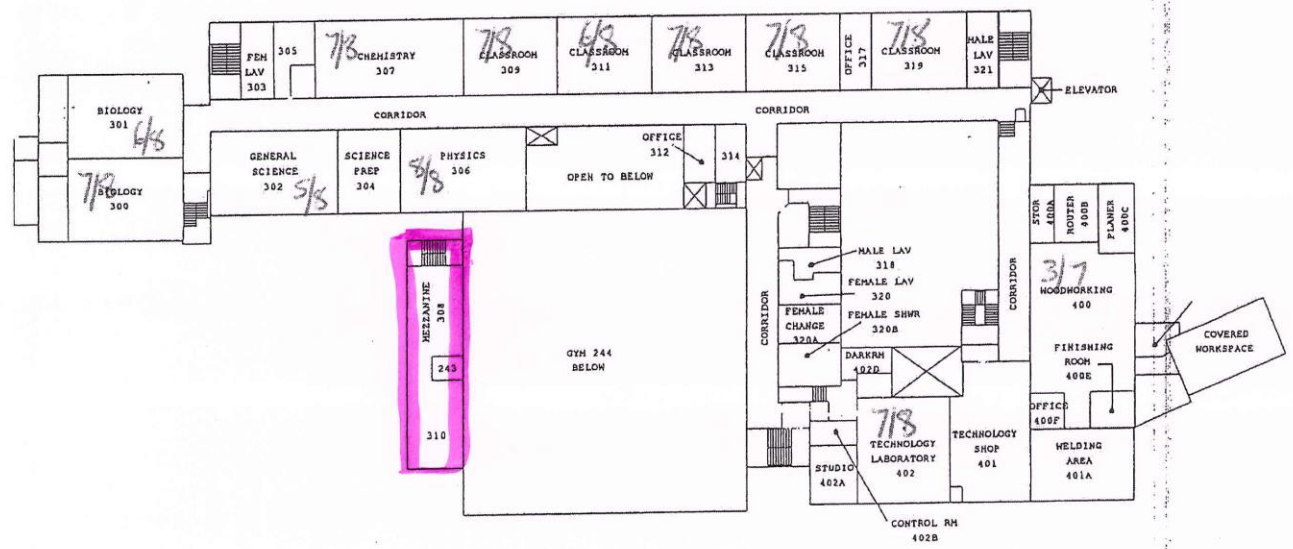 FEM
LAV
303
305
7/8 CHEMISTRY
307
7/8
CLASSROOM
309
6/8
CLASSROOM
311
7/8
CLASSROOM
313
7/8
CLASSROOM
315
OFFICE
317
7/8
CLASSROOM
319
MALE
LAV
321
ELEVATOR
BIOLOGY
301
6/8
CORRIDOR
CORRIDOR
7/8
BIOLOGY
300
GENERAL
SCIENCE
302
5/8
SCIENCE
PREP
304
8/8
PHYSICS
306
OPEN TO BELOW
OFFICE
312
314
STOR
400A
ROUTER
400B
PLANER
400C
MEZZANINE
308
243
310
GYM 244
BELOW
CORRIDOR
MALE LAV
318
FEMALE LAV
320
FEMALE
CHANGE
320A
FEMALE SHWR
320B
DARKRM
402D
CORRIDOR
3/7
WOODWORKING
400
FINISHING
ROOM
400E
COVERED
WORKSPACE
OFFICE
400F
7/8
TECHNOLOGY
LABORATORY
402
TECHNOLOGY
SHOP
401
WELDING
AREA
401A
STUDIO
402A
CONTROL RM
402B